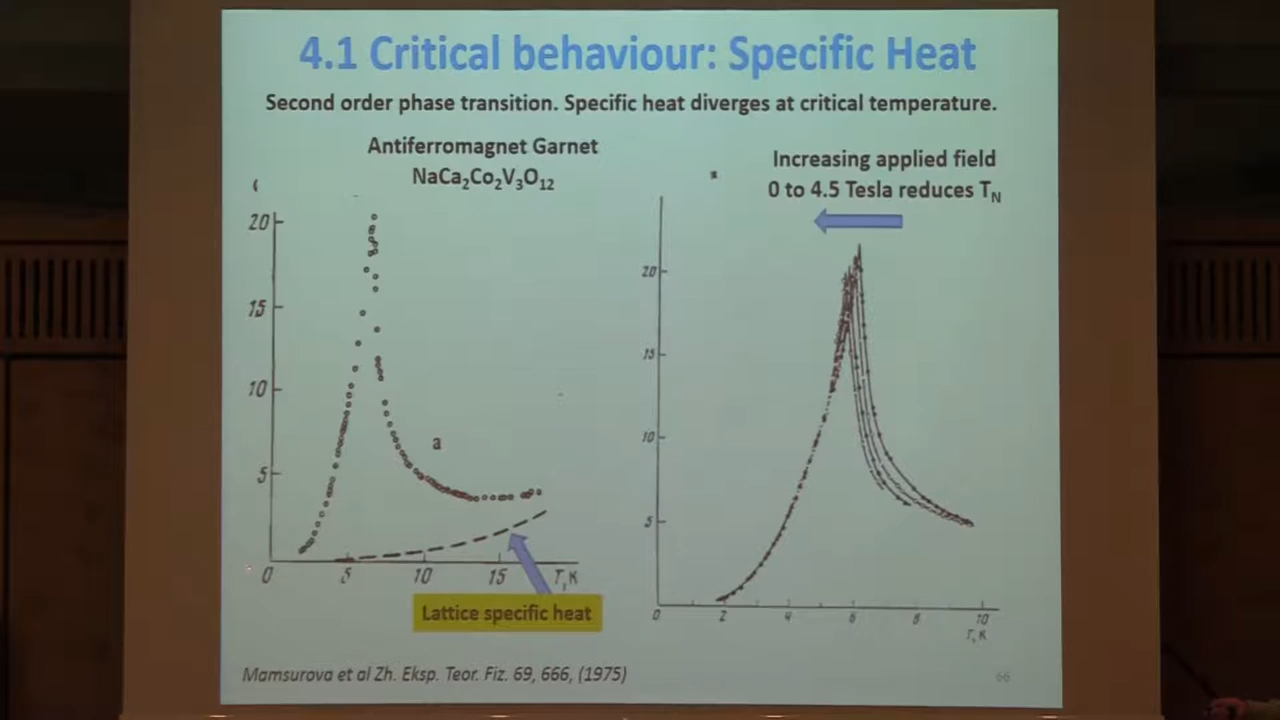 4.1 Critical behaviour: Specific Heat
Second order phase transition. Specific heat diverges at critical temperature.
Antiferromagnet Garnet
NaCa₂Co₂V₃O₁₂
20
15
10
5
0 5 10 15 T, K
a
Lattice specific heat
Increasing applied field
0 to 4.5 Tesla reduces T_N
20
15
10
5
0 2 4 6 8 10
T, K
Mamsurova et al Zh. Eksp. Teor. Fiz. 69, 666, (1975)
66